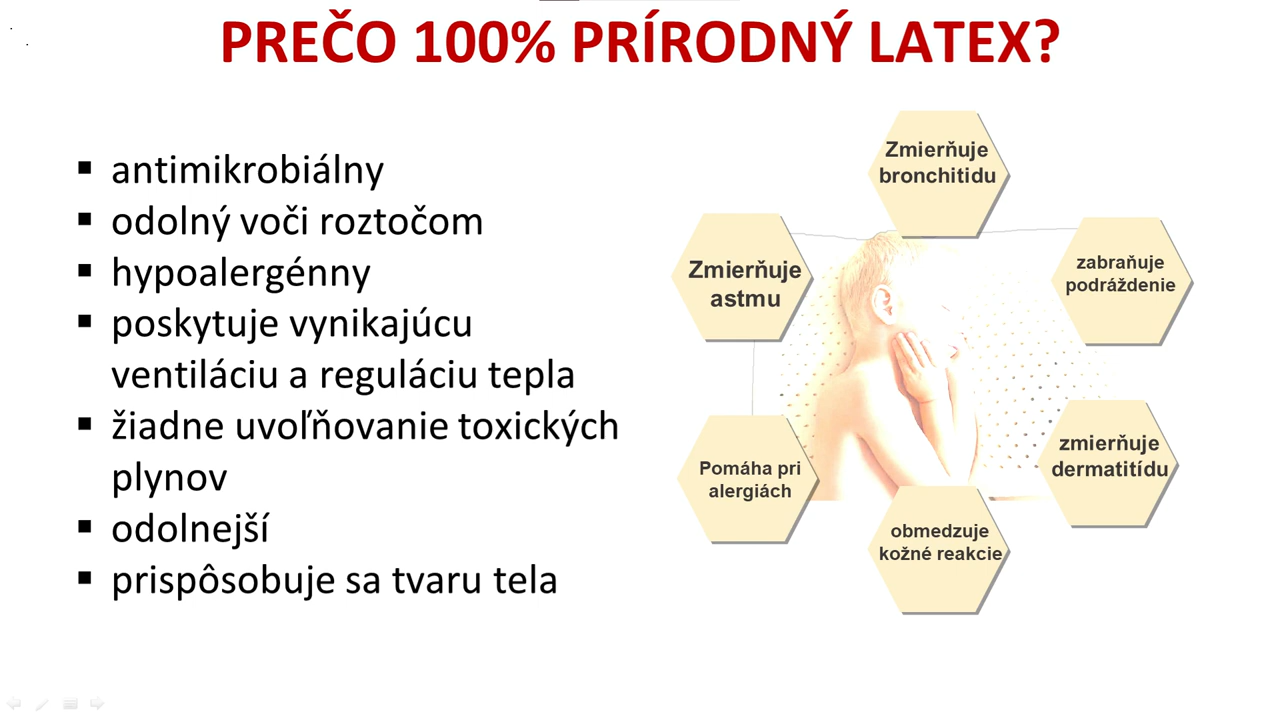 PREČO 100% PRÍRODNÝ LATEX?
▪ antimikrobiálny
▪ odolný voči roztočom
▪ hypoalergénny
▪ poskytuje vynikajúcu
ventiláciu a reguláciu tepla
▪ žiadne uvoľňovanie toxických
plynov
▪ odolnejší
▪ prispôsobuje sa tvaru tela
Zmierňuje
bronchitídu
Zmierňuje
astmu
zabraňuje
podráždenie
Pomáha pri
alergiách
zmierňuje
dermatitídu
obmedzuje
kožné reakcie